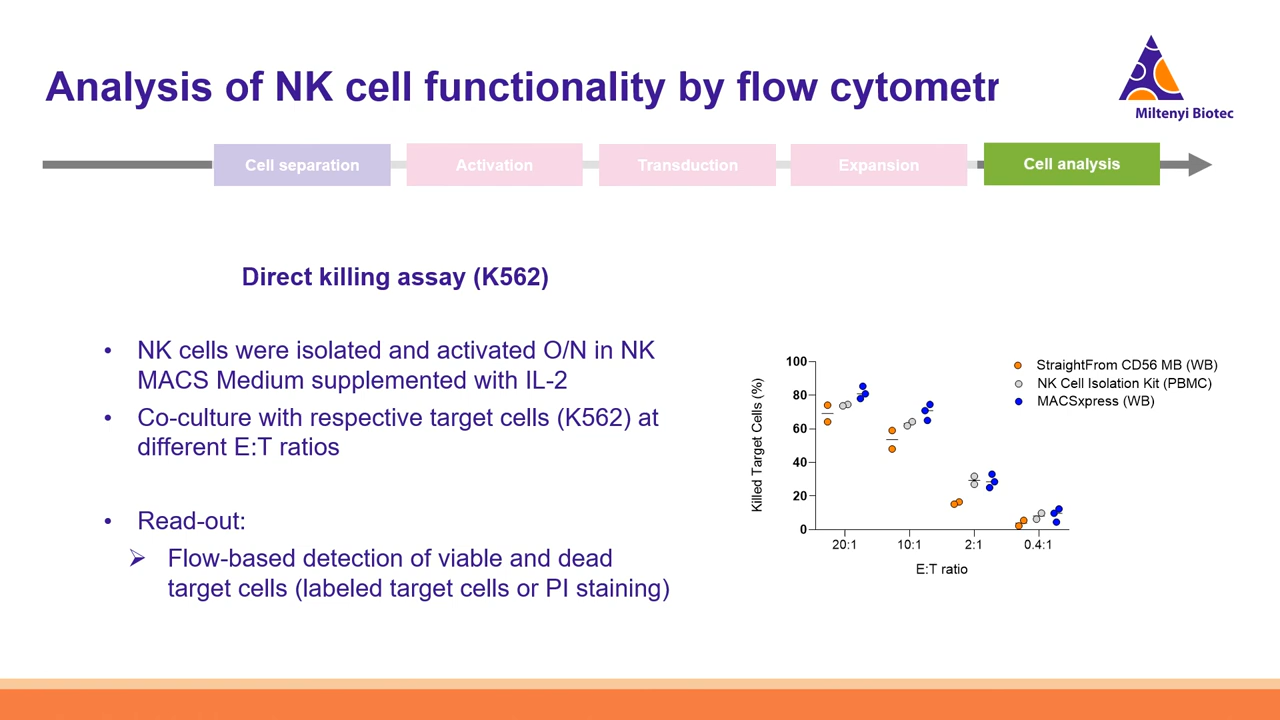 Analysis of NK cell functionality by flow cytometr
Miltenyi Biotec
Cell separation
Activation
Transduction
Expansion
Cell analysis
Direct killing assay (K562)
• NK cells were isolated and activated O/N in NK
MACS Medium supplemented with IL-2
• Co-culture with respective target cells (K562) at
different E:T ratios
• Read-out:
➢ Flow-based detection of viable and dead
target cells (labeled target cells or PI staining)
Killed Target Cells (%)
100
80
60
40
20
0
20:1
10:1
2:1
0.4:1
E:T ratio
StraightFrom CD56 MB (WB)
NK Cell Isolation Kit (PBMC)
MACSxpress (WB)